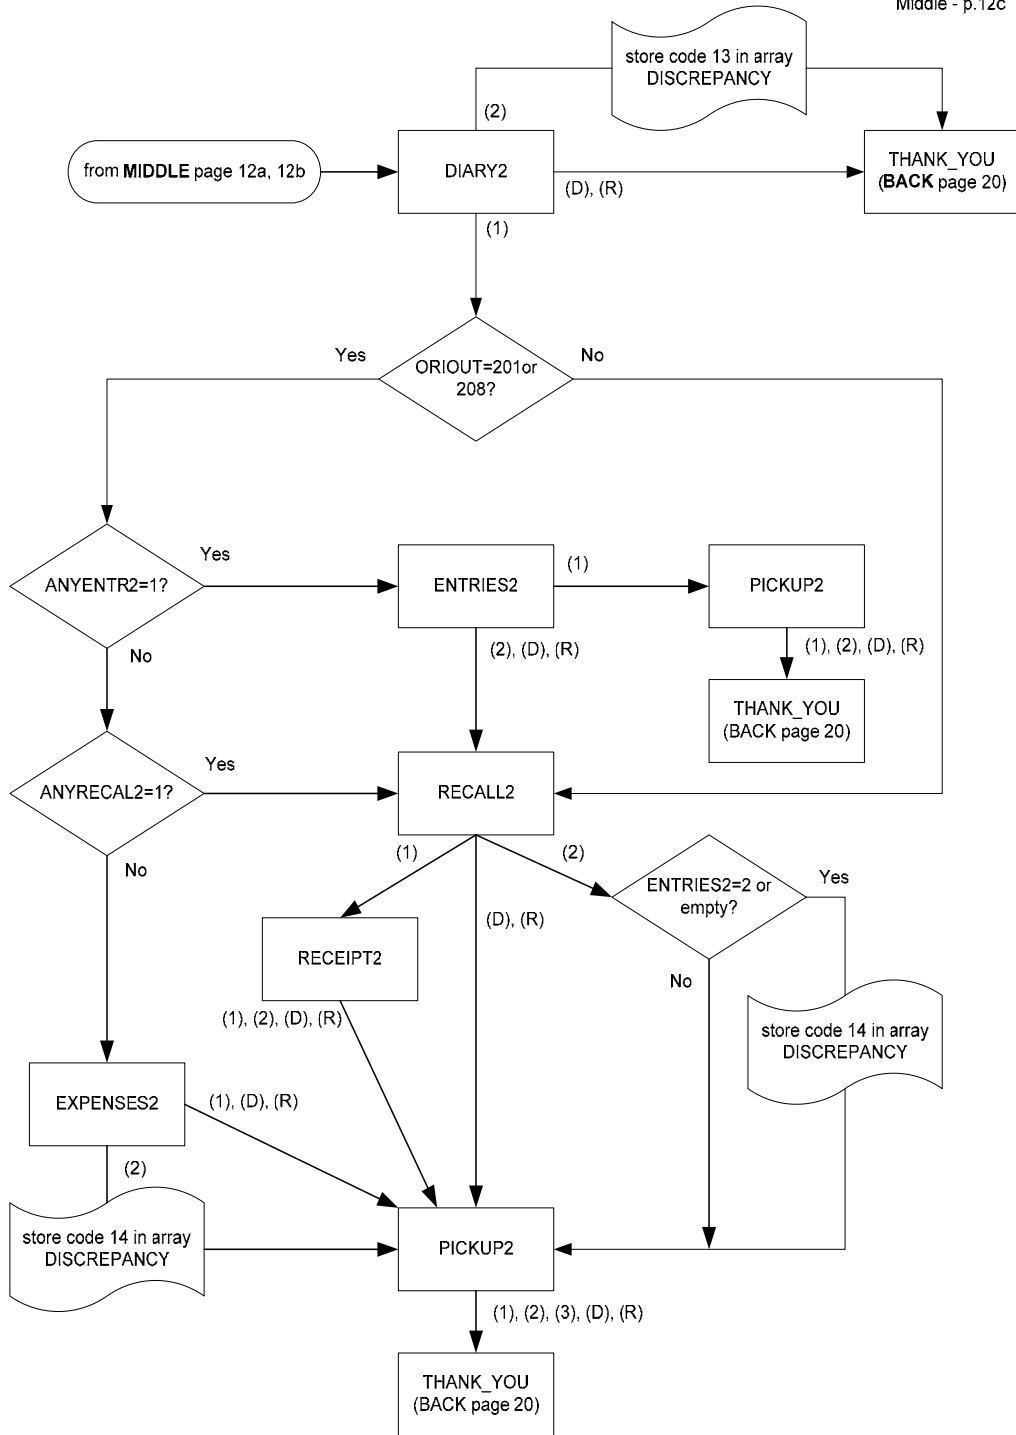 Middle - p.12c
store code 13 in array
DISCREPANCY
(2)
from MIDDLE page 12a, 12b
DIARY2
(D), (R)
THANK_YOU
(BACK page 20)
(1)
Yes
ORIOUT=201or
208?
No
ANYENTR2=1?
Yes
ENTRIES2
(1)
PICKUP2
No
(2), (D), (R)
(1), (2), (D), (R)
THANK_YOU
(BACK page 20)
ANYRECAL2=1?
Yes
RECALL2
No
(1)
(2)
ENTRIES2=2 or
empty?
Yes
(D), (R)
RECEIPT2
No
(1), (2), (D), (R)
store code 14 in array
DISCREPANCY
EXPENSES2
(1), (D), (R)
(2)
store code 14 in array
DISCREPANCY
PICKUP2
(1), (2), (3), (D), (R)
THANK_YOU
(BACK page 20)